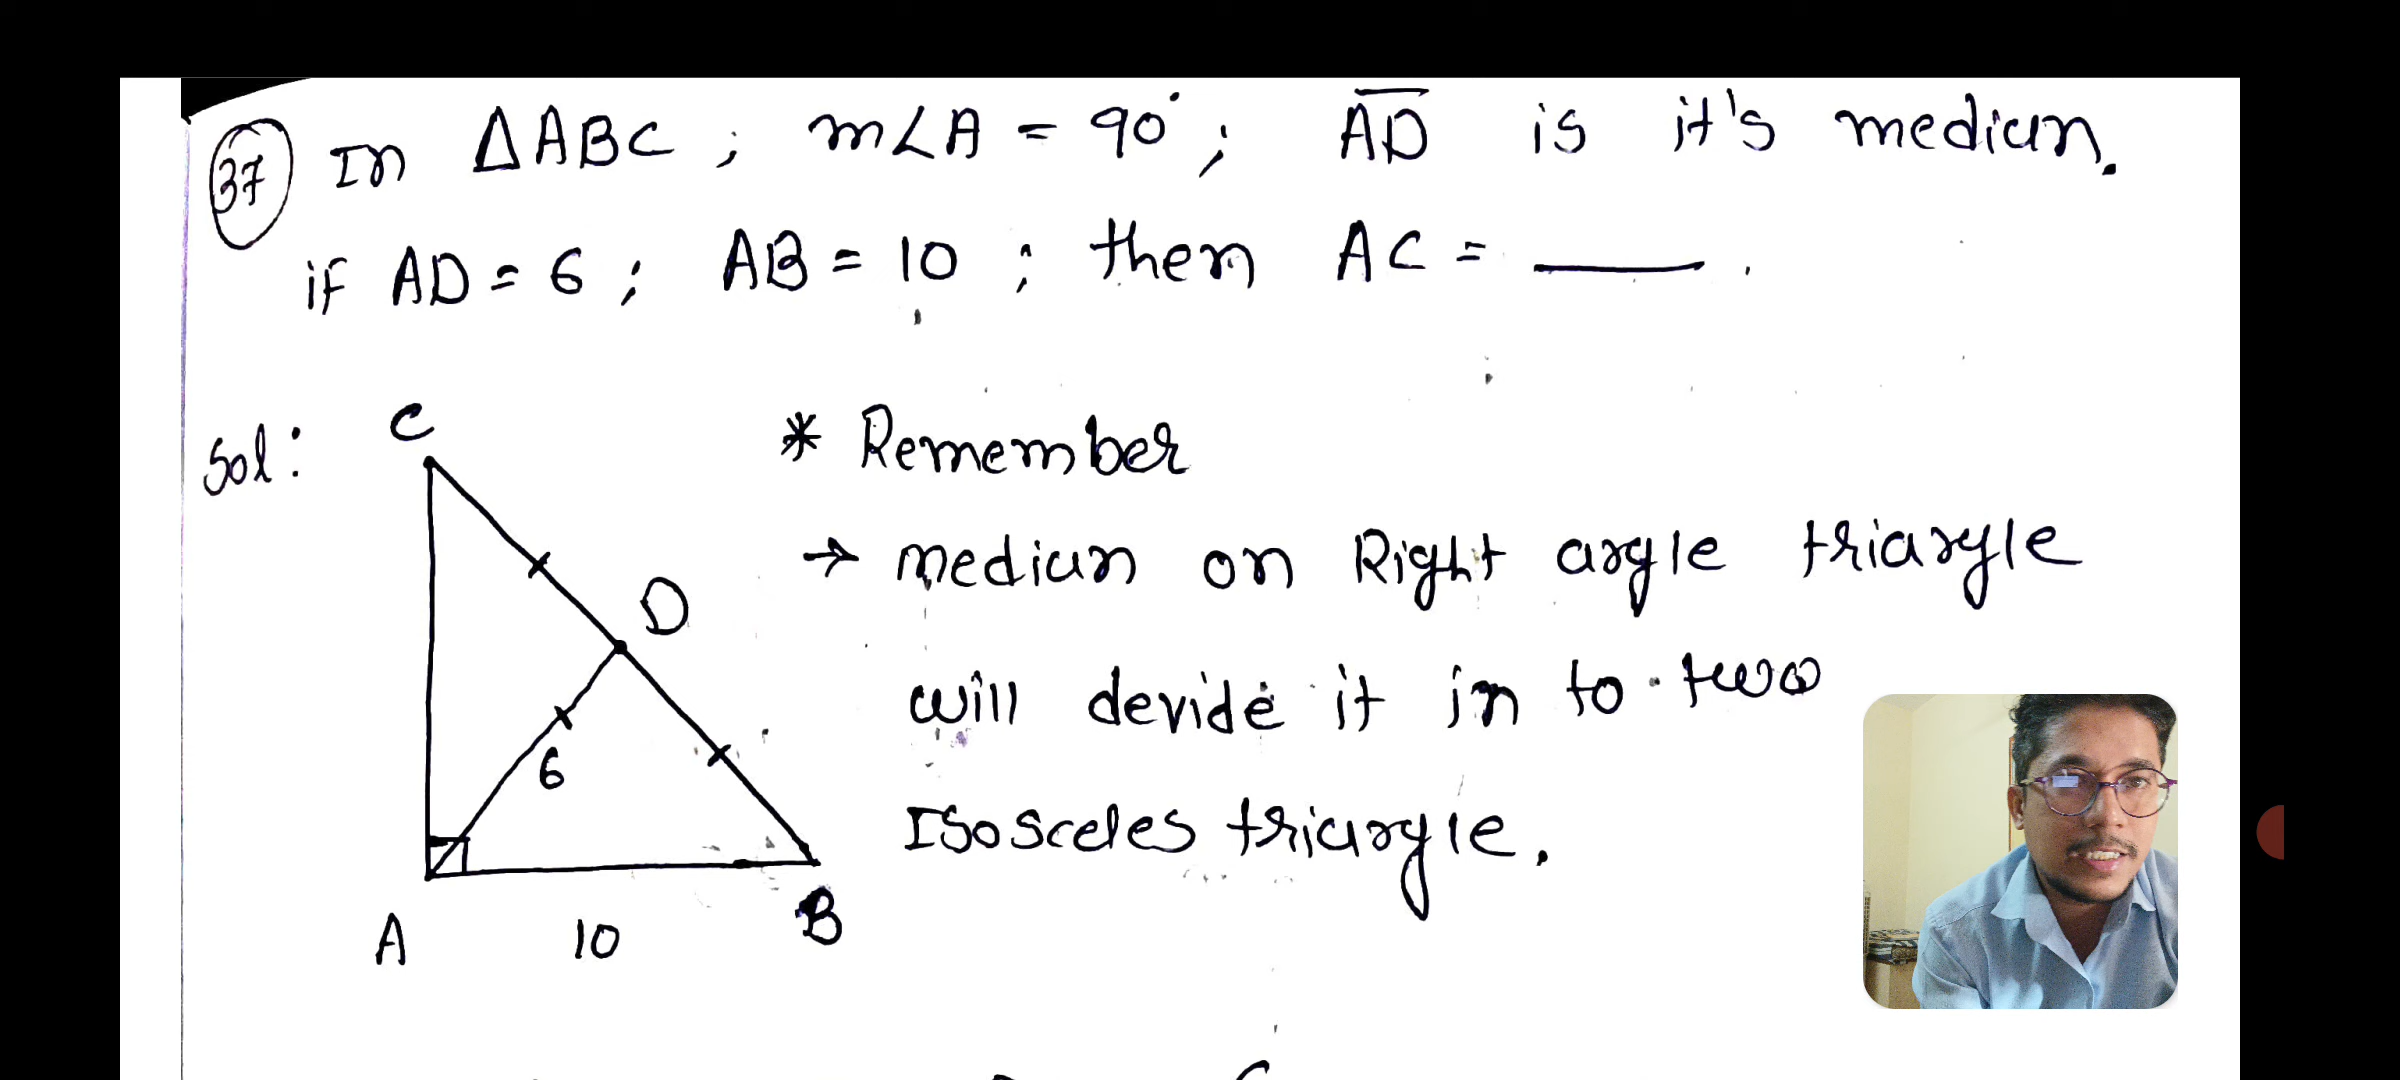 37 In ΔABC ; m∠A = 90° ; AD is it's median.
if AD = 6 ; AB = 10 ; then AC = ______ .
Sol :
C
* Remember
→ median on Right angle triangle
D
will devide it in to two
6
Isosceles triangle.
A 10 B